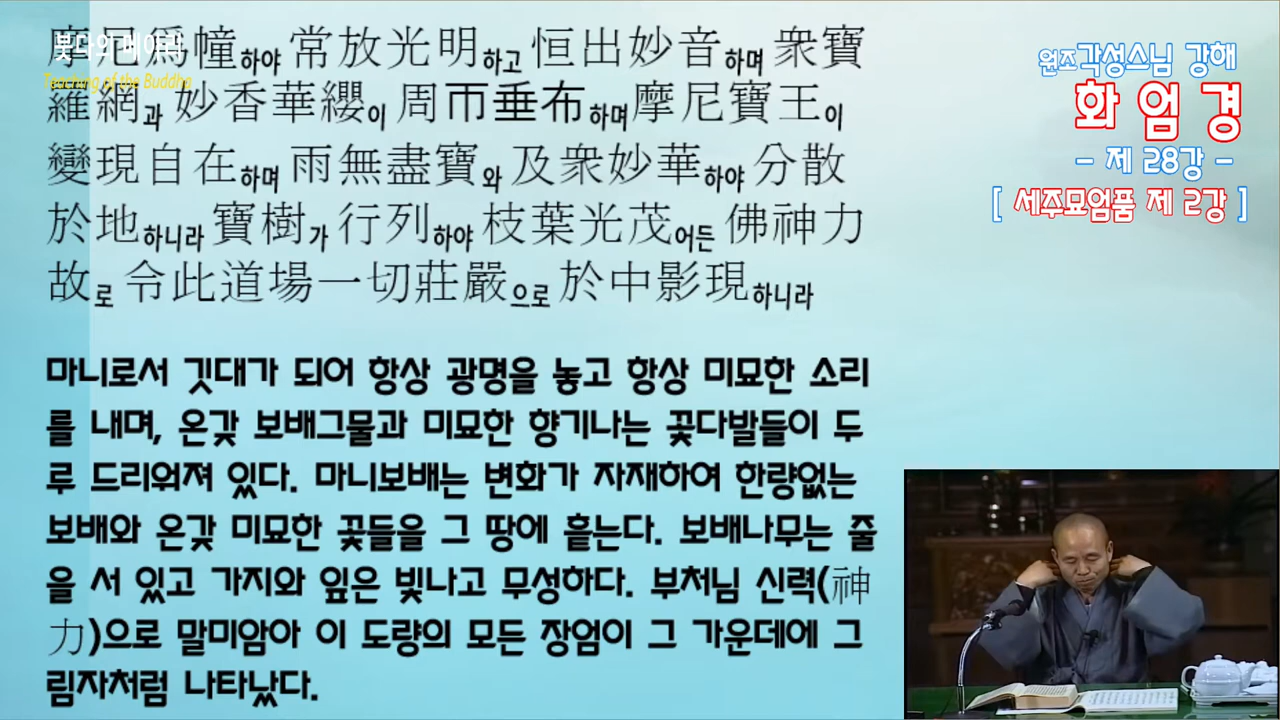 붓다의 메아리
Teaching of the Buddha
摩尼爲幢하야 常放光明하고 恒出妙音하며 衆寶
羅網과 妙香華纓이 周帀垂布하며 摩尼寶王이
變現自在하며 雨無盡寶와 及衆妙華하야 分散
於地하니라 寶樹가 行列하야 枝葉光茂어든 佛神力
故로 令此道場一切莊嚴으로 於中影現하니라
마니로서 깃대가 되어 항상 광명을 놓고 항상 미묘한 소리
를 내며, 온갖 보배그물과 미묘한 향기나는 꽃다발들이 두
루 드리워져 있다. 마니보배는 변화가 자재하여 한량없는
보배와 온갖 미묘한 꽃들을 그 땅에 흩는다. 보배나무는 줄
을 서 있고 가지와 잎은 빛나고 무성하다. 부처님 신력(神
力)으로 말미암아 이 도량의 모든 장엄이 그 가운데에 그
림자처럼 나타났다.
원조각성스님 강해
화엄경
- 제 28강 -
[ 세주묘엄품 제 2강 ]